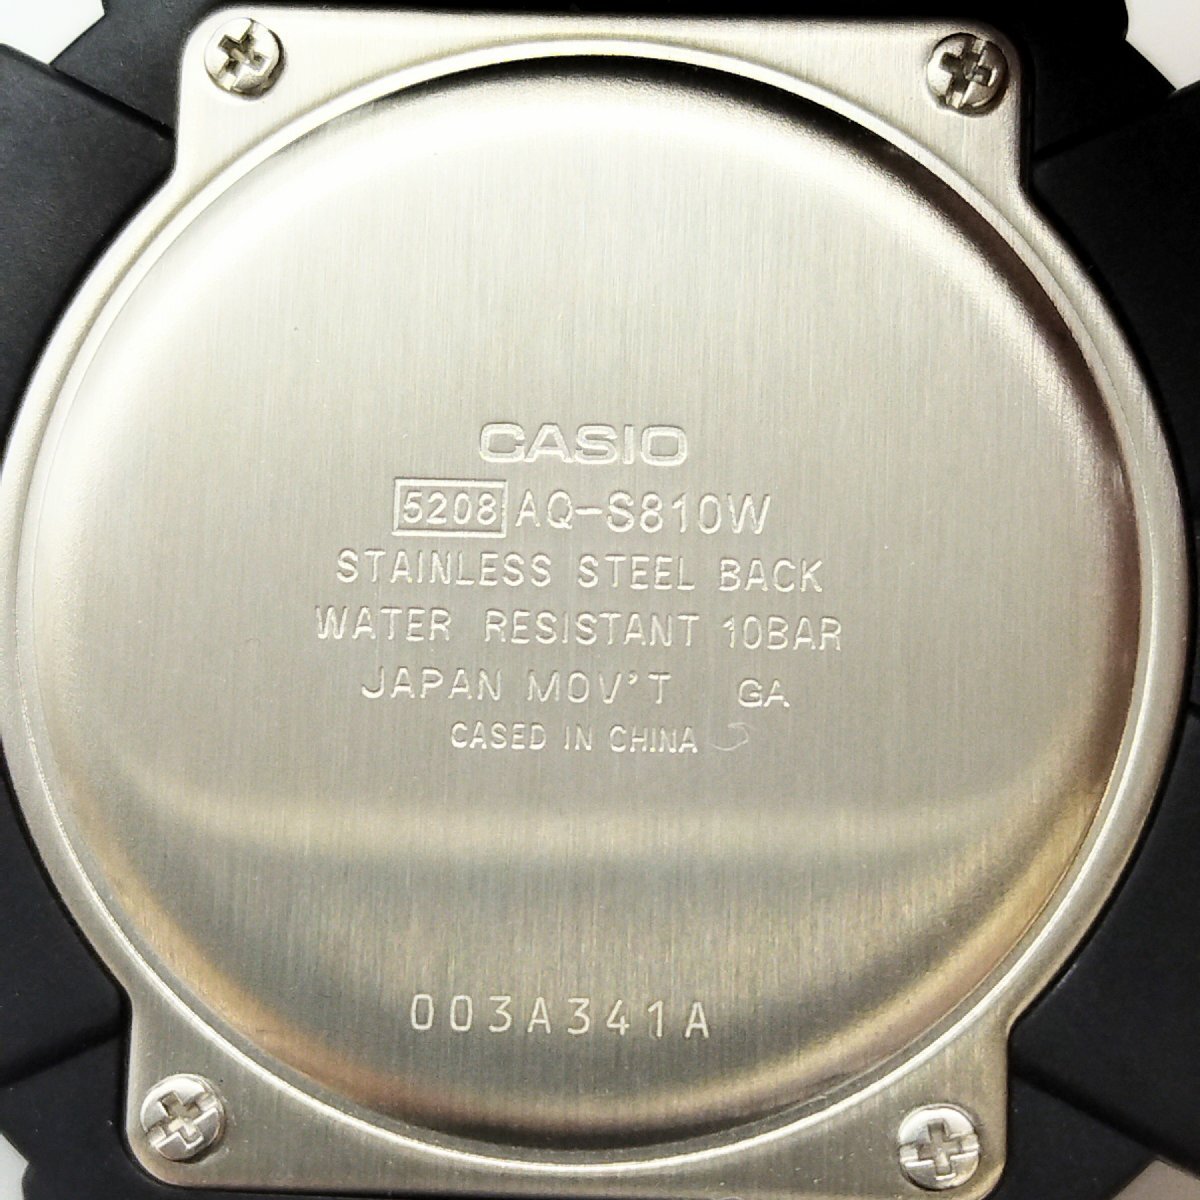 CASIO
5208 AQ-S810W
STAINLESS STEEL BACK
WATER RESISTANT 10BAR
JAPAN MOV'T GA
CASED IN CHINA
003A341A